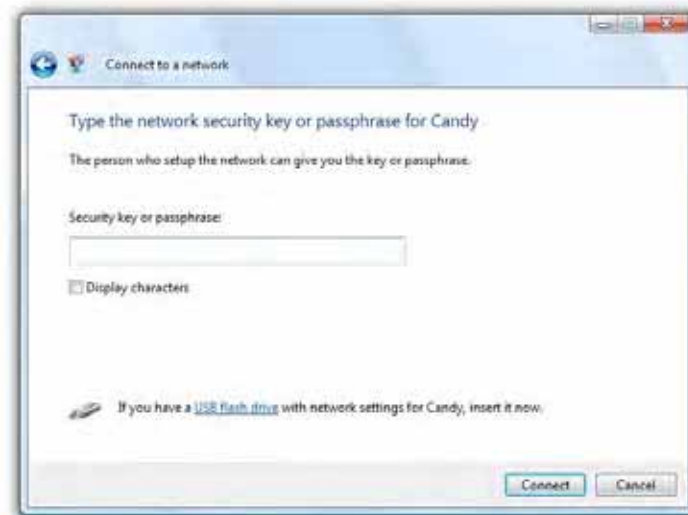 Connect to a network
Type the network security key or passphrase for Candy
The person who setup the network can give you the key or passphrase.
Security key or passphrase:
Display characters
If you have a USB flash drive with network settings for Candy, insert it now.
Connect Cancel